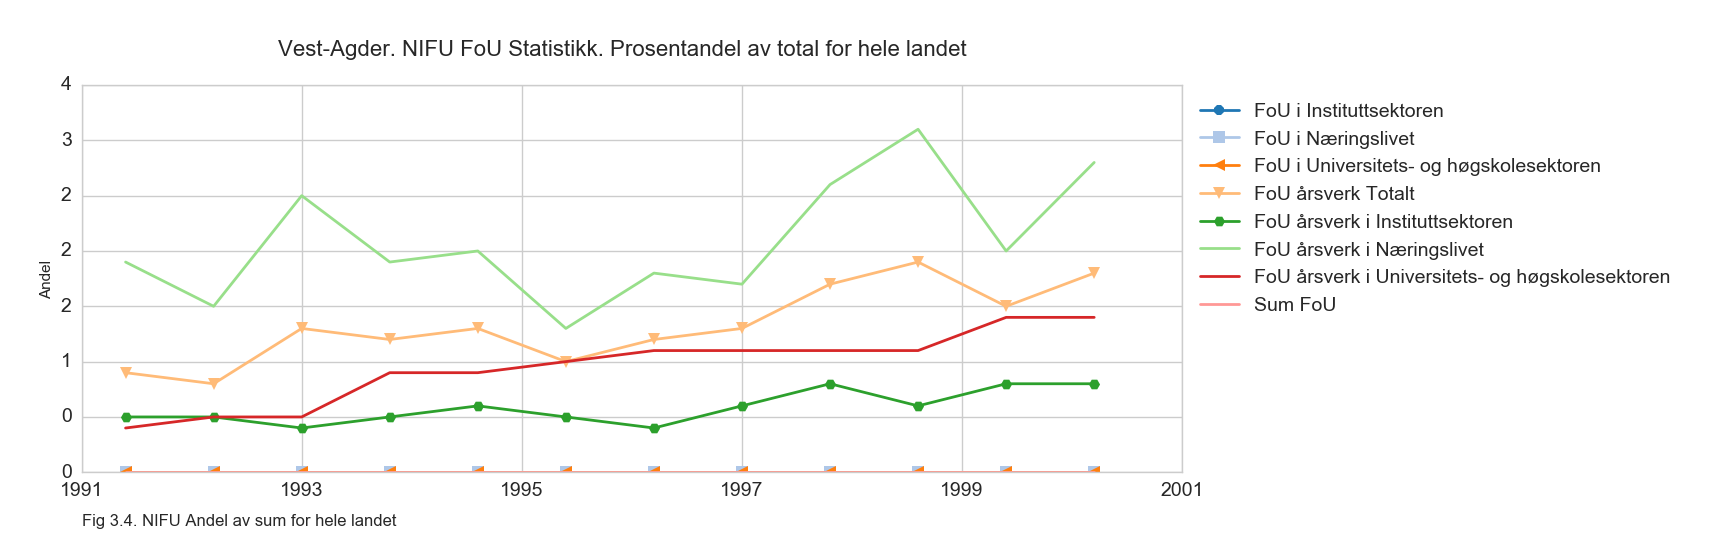 Vest-Agder. NIFU FoU Statistikk. Prosentandel av total for hele landet
4
3
2
2
2
1
0
0
Andel
1991
1993
1995
1997
1999
2001
FoU i Instituttsektoren
FoU i Næringslivet
FoU i Universitets- og høgskolesektoren
FoU årsverk Totalt
FoU årsverk i Instituttsektoren
FoU årsverk i Næringslivet
FoU årsverk i Universitets- og høgskolesektoren
Sum FoU
Fig 3.4. NIFU Andel av sum for hele landet